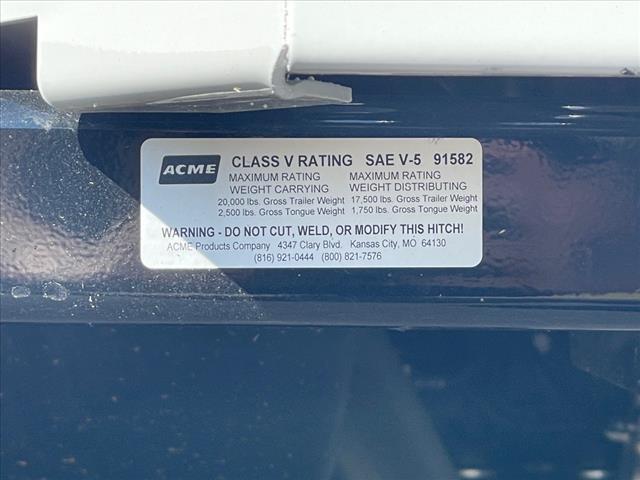 ACME CLASS V RATING SAE V-5 91582
MAXIMUM RATING MAXIMUM RATING
WEIGHT CARRYING WEIGHT DISTRIBUTING
20,000 lbs. Gross Trailer Weight 17,500 lbs. Gross Trailer Weight
2,500 lbs. Gross Tongue Weight 1,750 lbs. Gross Tongue Weight
WARNING - DO NOT CUT, WELD, OR MODIFY THIS HITCH!
ACME Products Company 4347 Clary Blvd. Kansas City, MO 64130
(816) 921-0444 (800) 821-7576